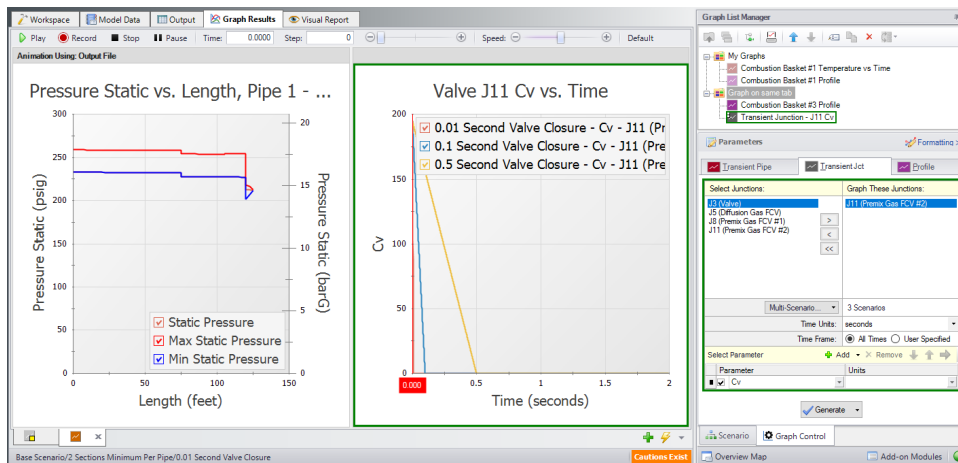 Workspace Model Data Output Graph Results Visual Report
Play Record Stop Pause Time: 0.0000 Step: 0 Speed: Default
Animation Using: Output File
Pressure Static vs. Length, Pipe 1 - ...
300
250
200
150
100
50
0
Pressure Static (psig)
20
15
10
5
0
Pressure Static (barG)
Static Pressure
Max Static Pressure
Min Static Pressure
0 50 100 150
Length (feet)
Valve J11 Cv vs. Time
0.01 Second Valve Closure - Cv - J11 (Pr
0.1 Second Valve Closure - Cv - J11 (Pre
0.5 Second Valve Closure - Cv - J11 (Pre
200
150
100
50
0
Cv
0.000
0.5 1 1.5 2
Time (seconds)
Base Scenario/2 Sections Minimum Per Pipe/0.01 Second Valve Closure
Cautions Exist
Graph List Manager
My Graphs
Combustion Basket #1 Temperature vs Time
Combustion Basket #1 Profile
Graph on same tab
Combustion Basket #3 Profile
Transient Junction - J11 Cv
Parameters Formatting >
Transient Pipe Transient Jct Profile
Select Junctions: Graph These Junctions:
J3 (Valve) J11 (Premix Gas FCV #2)
J5 (Diffusion Gas FCV)
J8 (Premix Gas FCV #1)
J11 (Premix Gas FCV #2)
>
<
<<
Multi-Scenario... 3 Scenarios
Time Units: seconds
Time Frame: All Times User Specified
Select Parameter Add Remove
Parameter Units
Cv
Generate
Scenario Graph Control
Overview Map Add-on Modules